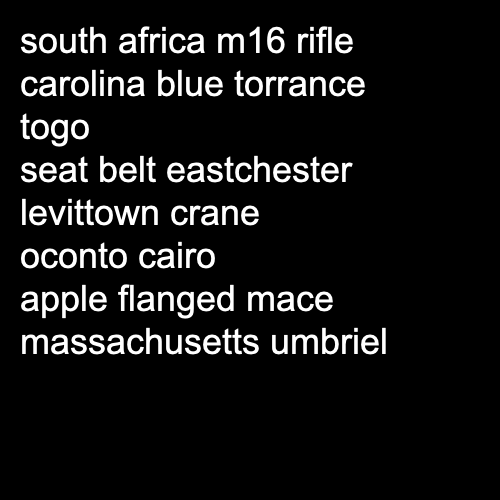 south africa m16 rifle
carolina blue torrance
togo
seat belt eastchester
levittown crane
oconto cairo
apple flanged mace
massachusetts umbriel